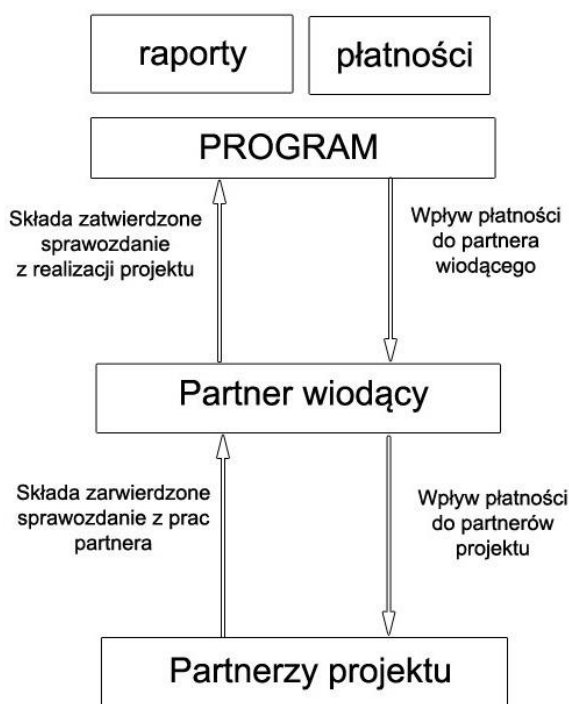 raporty
płatności
PROGRAM
Składa zatwierdzone
sprawozdanie
z realizacji projektu
Wpływ płatności
do partnera
wiodącego
Partner wiodący
Składa zarwierdzone
sprawozdanie z prac
partnera
Wpływ płatności
do partnerów
projektu
Partnerzy projektu